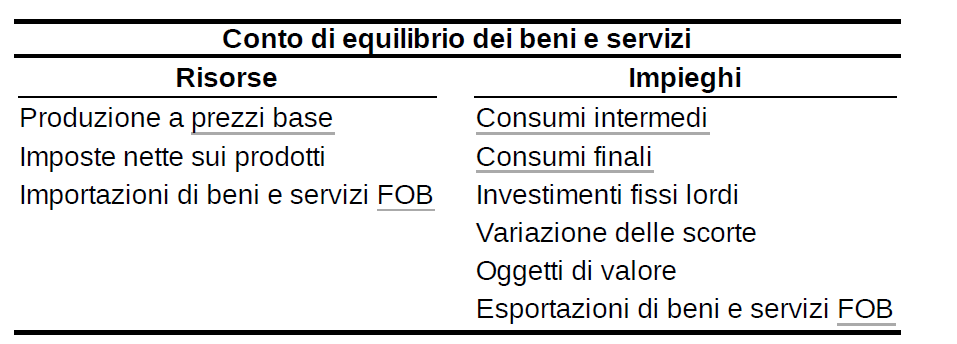 Conto di equilibrio dei beni e servizi
Risorse
Impieghi
Produzione a prezzi base
Consumi intermedi
Imposte nette sui prodotti
Consumi finali
Importazioni di beni e servizi FOB
Investimenti fissi lordi
Variazione delle scorte
Oggetti di valore
Esportazioni di beni e servizi FOB